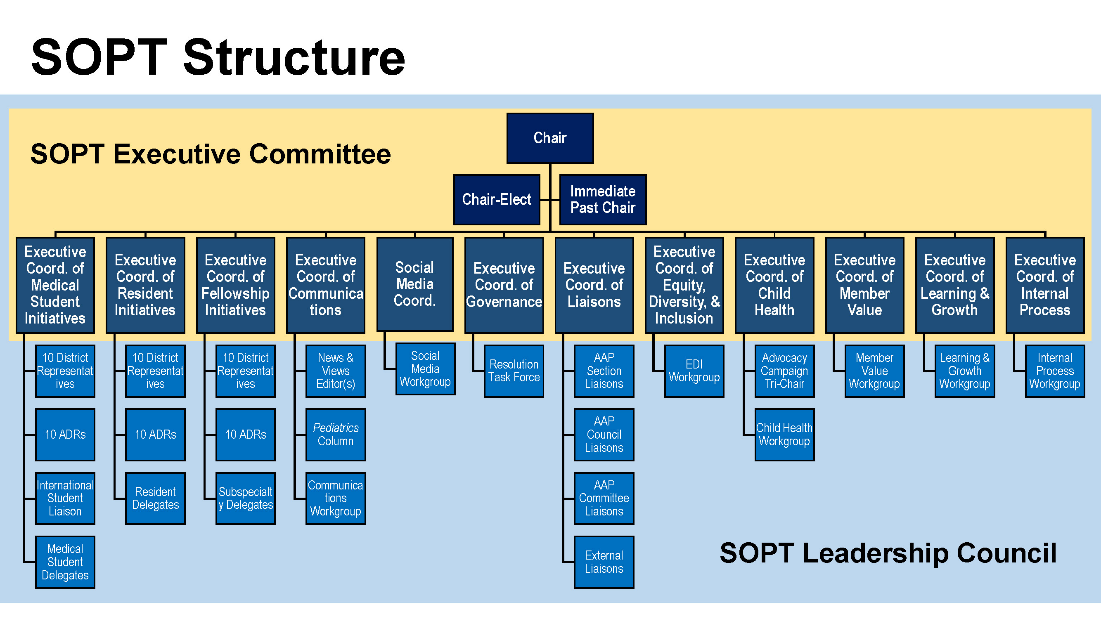 SOPT Structure
SOPT Executive Committee
Chair
Chair-Elect
Immediate
Past Chair
Executive
Coord. of
Medical
Student
Initiatives
Executive
Coord. of
Resident
Initiatives
Executive
Coord. of
Fellowship
Initiatives
Executive
Coord. of
Communica
tions
Social
Media
Coord.
Executive
Coord. of
Governance
Executive
Coord. of
Liaisons
Executive
Coord. of
Equity,
Diversity, &
Inclusion
Executive
Coord. of
Child
Health
Executive
Coord. of
Member
Value
Executive
Coord. of
Learning &
Growth
Executive
Coord. of
Internal
Process
10 District
Representat
ives
10 ADRs
International
Student
Liaison
Medical
Student
Delegates
10 District
Representat
ives
10 ADRs
Resident
Delegates
10 District
Representat
ives
10 ADRs
Subspecialt
y Delegates
News &
Views
Editor(s)
Pediatrics
Column
Communica
tions
Workgroup
Social
Media
Workgroup
Resolution
Task Force
AAP
Section
Liaisons
AAP
Council
Liaisons
AAP
Committee
Liaisons
External
Liaisons
EDI
Workgroup
Advocacy
Campaign
Tri-Chair
Child Health
Workgroup
Member
Value
Workgroup
Learning &
Growth
Workgroup
Internal
Process
Workgroup
SOPT Leadership Council